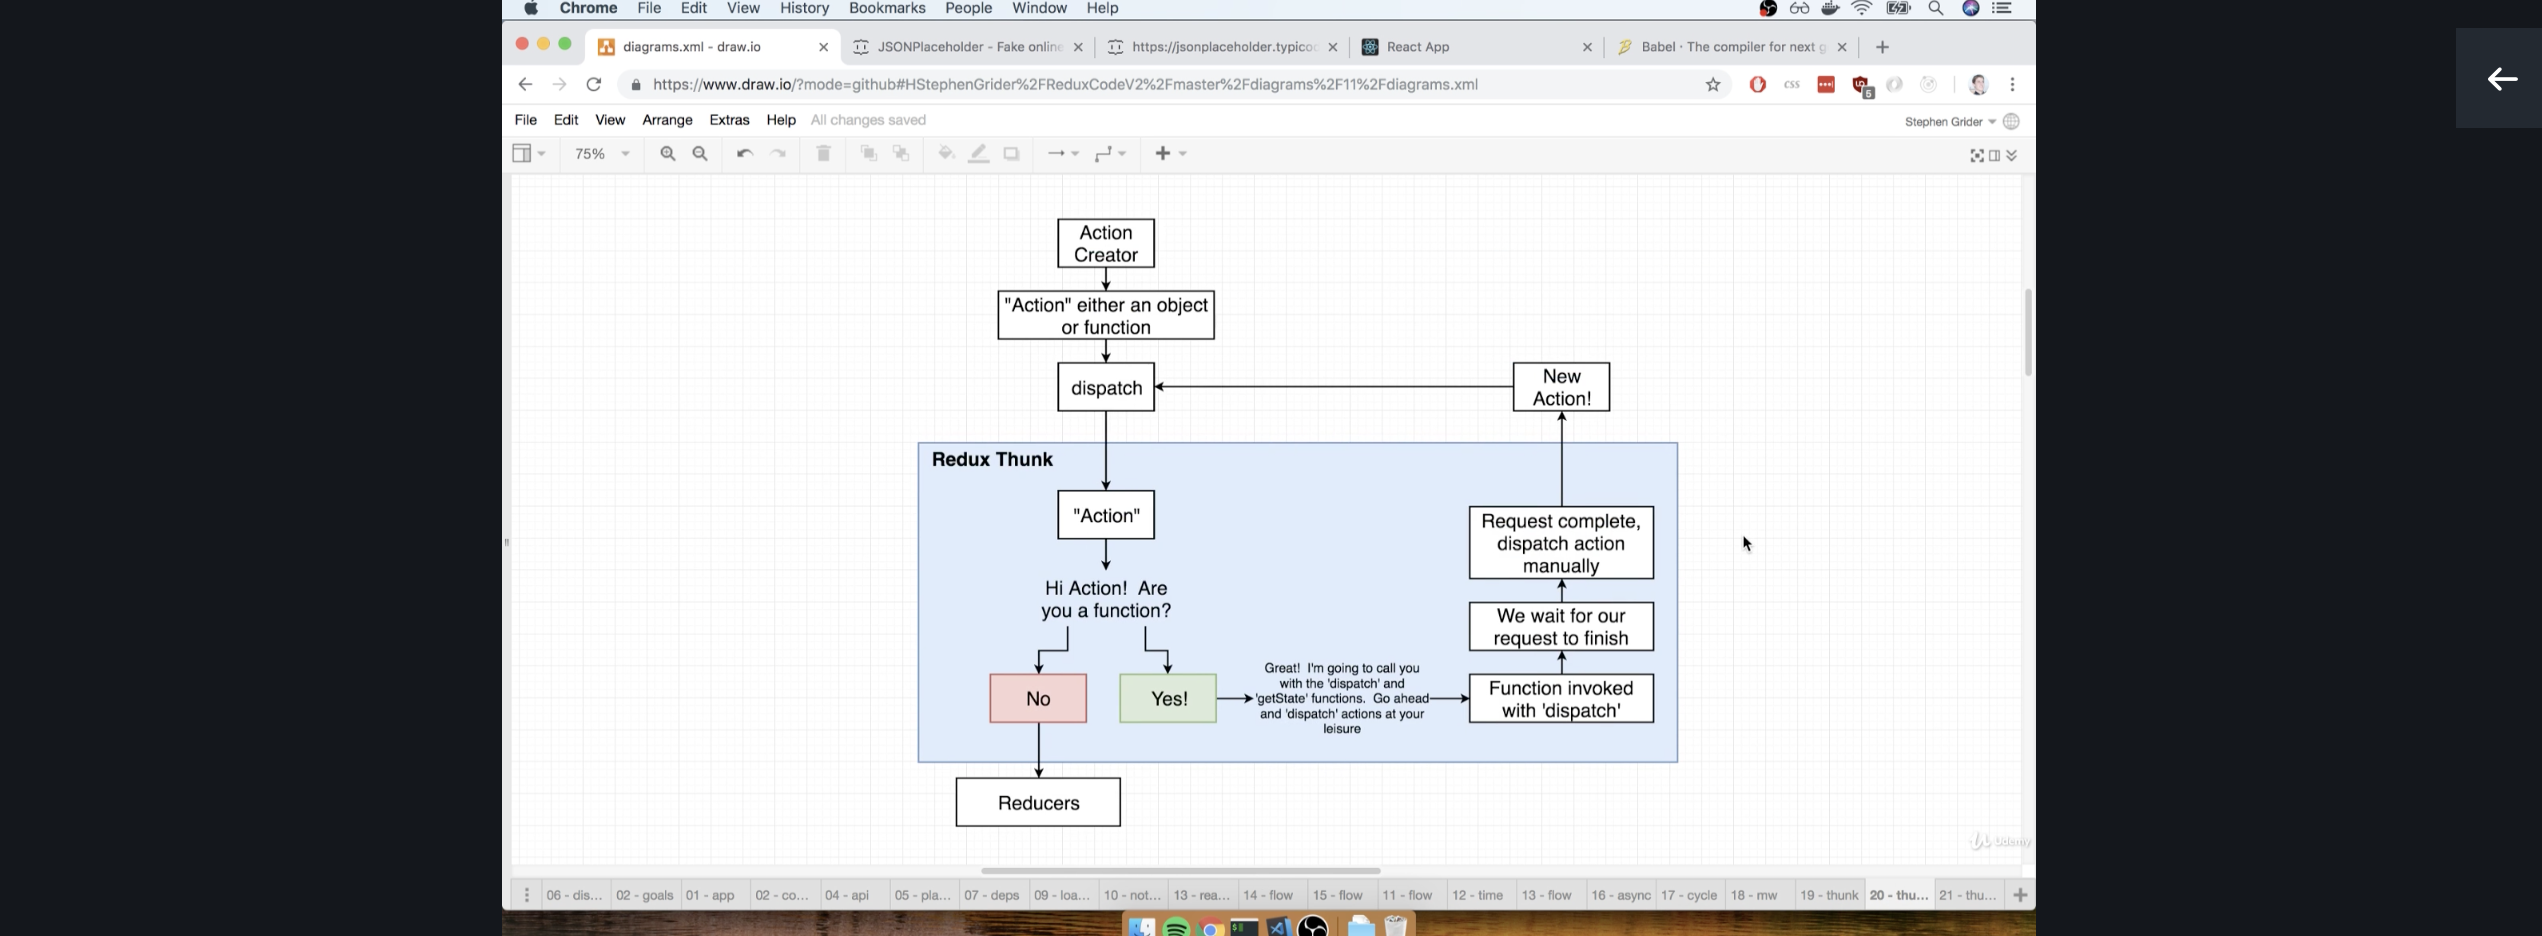 Chrome File Edit View History Bookmarks People Window Help
diagrams.xml - draw.io
JSONPlaceholder - Fake online
https://jsonplaceholder.typicod
React App
Babel · The compiler for next g
https://www.draw.io/?mode=github#HStephenGrider%2FReduxCodeV2%2Fmaster%2Fdiagrams%2F11%2Fdiagrams.xml
CSS
5
File Edit View Arrange Extras Help All changes saved
Stephen Grider
75%
Action
Creator
"Action" either an object
or function
dispatch
New
Action!
Redux Thunk
"Action"
Hi Action! Are
you a function?
No
Yes!
Great! I'm going to call you
with the 'dispatch' and
'getState' functions. Go ahead
and 'dispatch' actions at your
leisure
Request complete,
dispatch action
manually
We wait for our
request to finish
Function invoked
with 'dispatch'
Reducers
Udemy
06 - dis... 02 - goals 01 - app 02 - co... 04 - api 05 - pla... 07 - deps 09 - loa... 10 - not... 13 - rea... 14 - flow 15 - flow 11 - flow 12 - time 13 - flow 16 - async 17 - cycle 18 - mw 19 - thunk 20 - thu... 21 - thu...